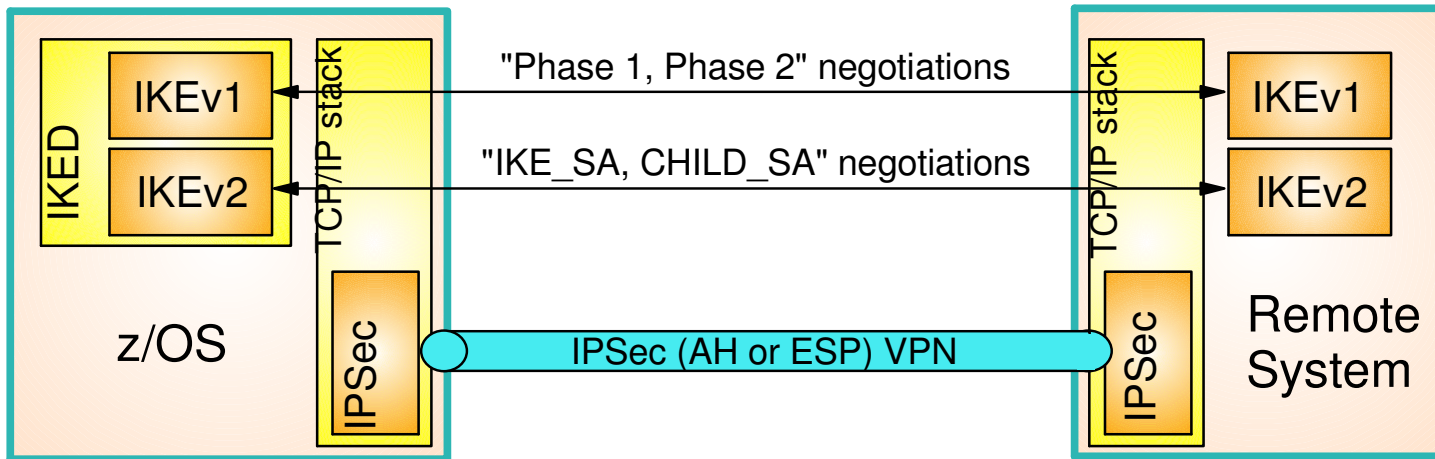 IKED
IKEv1
IKEv2
TCP/IP stack
IPSec
z/OS
"Phase 1, Phase 2" negotiations
"IKE_SA, CHILD_SA" negotiations
IPSec (AH or ESP) VPN
TCP/IP stack
IPSec
IKEv1
IKEv2
Remote
System